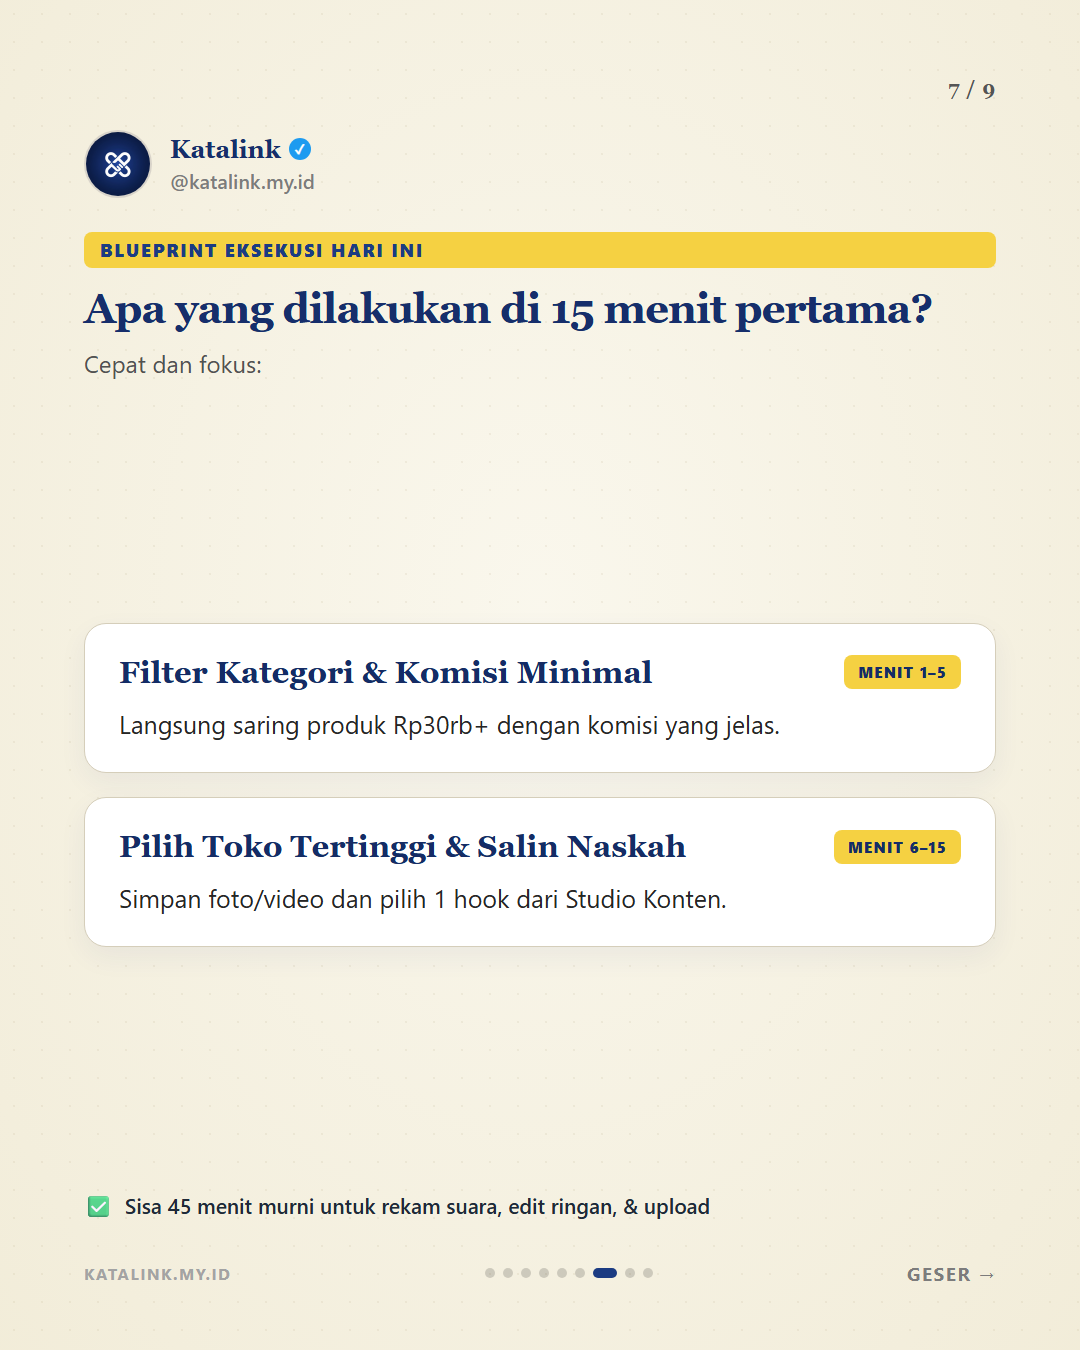 7 / 9
Katalink
@katalink.my.id
BLUEPRINT EKSEKUSI HARI INI
Apa yang dilakukan di 15 menit pertama?
Cepat dan fokus:
Filter Kategori & Komisi Minimal
MENIT 1–5
Langsung saring produk Rp30rb+ dengan komisi yang jelas.
Pilih Toko Tertinggi & Salin Naskah
MENIT 6–15
Simpan foto/video dan pilih 1 hook dari Studio Konten.
✅ Sisa 45 menit murni untuk rekam suara, edit ringan, & upload
KATALINK.MY.ID
GESER →